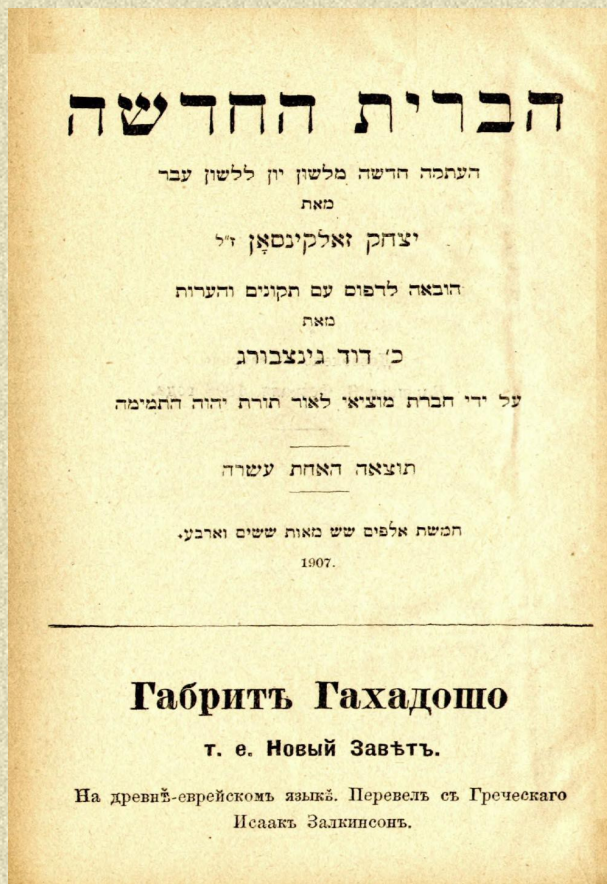 הברית החדשה
העתקה חדשה מלשון יון ללשון עבר
מאת
יצחק זאלקינסאָן ז״ל
הובאה לדפוס עם תקונים והערות
מאת
כ׳ דוד גינצבורג
על ידי חברת מוציאי לאור תורת יהוה התמימה
תוצאה האחת עשרה
חמשת אלפים שש מאות ששים וארבע.
1907.
Габритъ Гахадошо
т. е. Новый Завѣтъ.
На древнѣ-еврейскомъ языкѣ. Перевелъ съ Греческаго
Исаакъ Залкинсонъ.